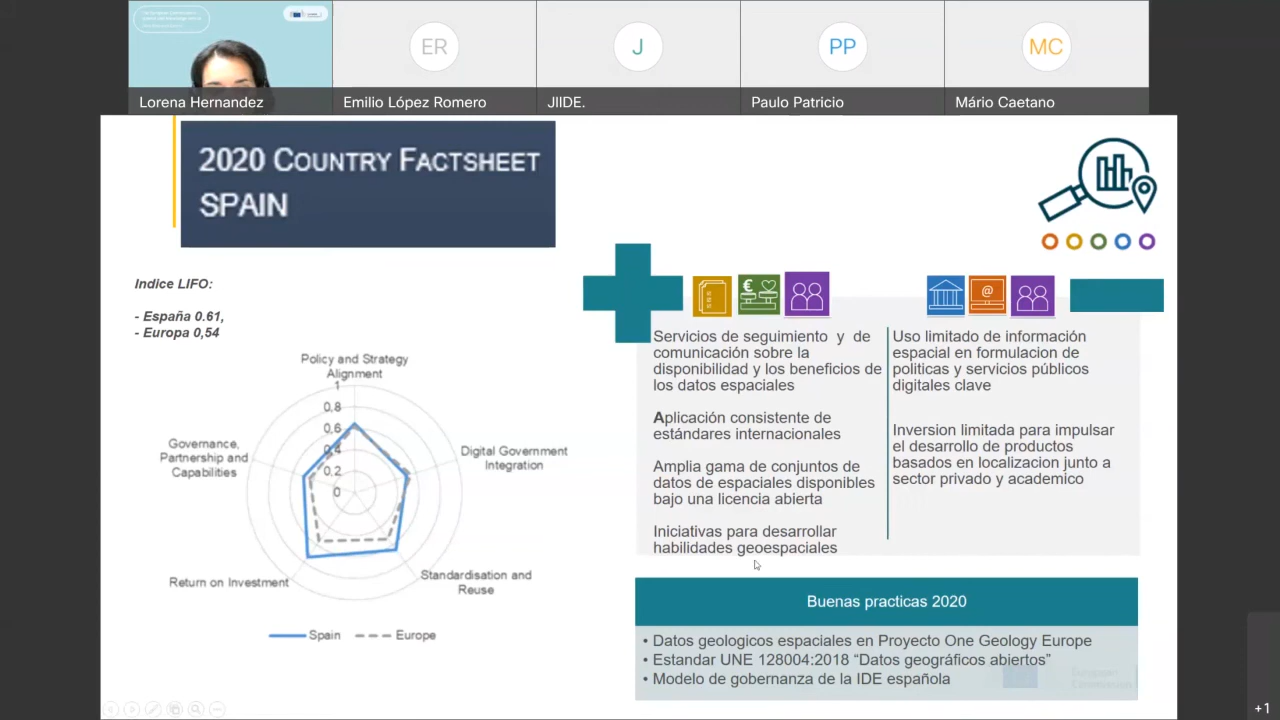 ER
J
PP
MC
Lorena Hernandez
Emilio López Romero
JIIDE.
Paulo Patricio
Mário Caetano
2020 COUNTRY FACTSHEET
SPAIN
Indice LIFO:
- España 0.61,
- Europa 0,54
Policy and Strategy
Alignment
1
0,8
0,6
0,4
0,2
0
Governance,
Partnership and
Capabilities
Digital Government
Integration
Return on Investment
Standardisation and
Reuse
Spain
Europe
€
@
Servicios de seguimiento y de
comunicación sobre la
disponibilidad y los beneficios de
los datos espaciales
Aplicación consistente de
estándares internacionales
Amplia gama de conjuntos de
datos de espaciales disponibles
bajo una licencia abierta
Iniciativas para desarrollar
habilidades geoespaciales
Uso limitado de información
espacial en formulacion de
politicas y servicios públicos
digitales clave
Inversion limitada para impulsar
el desarrollo de productos
basados en localizacion junto a
sector privado y academico
Buenas practicas 2020
• Datos geologicos espaciales en Proyecto One Geology Europe
• Estandar UNE 128004:2018 “Datos geográficos abiertos”
• Modelo de gobernanza de la IDE española
European
Commission
+1